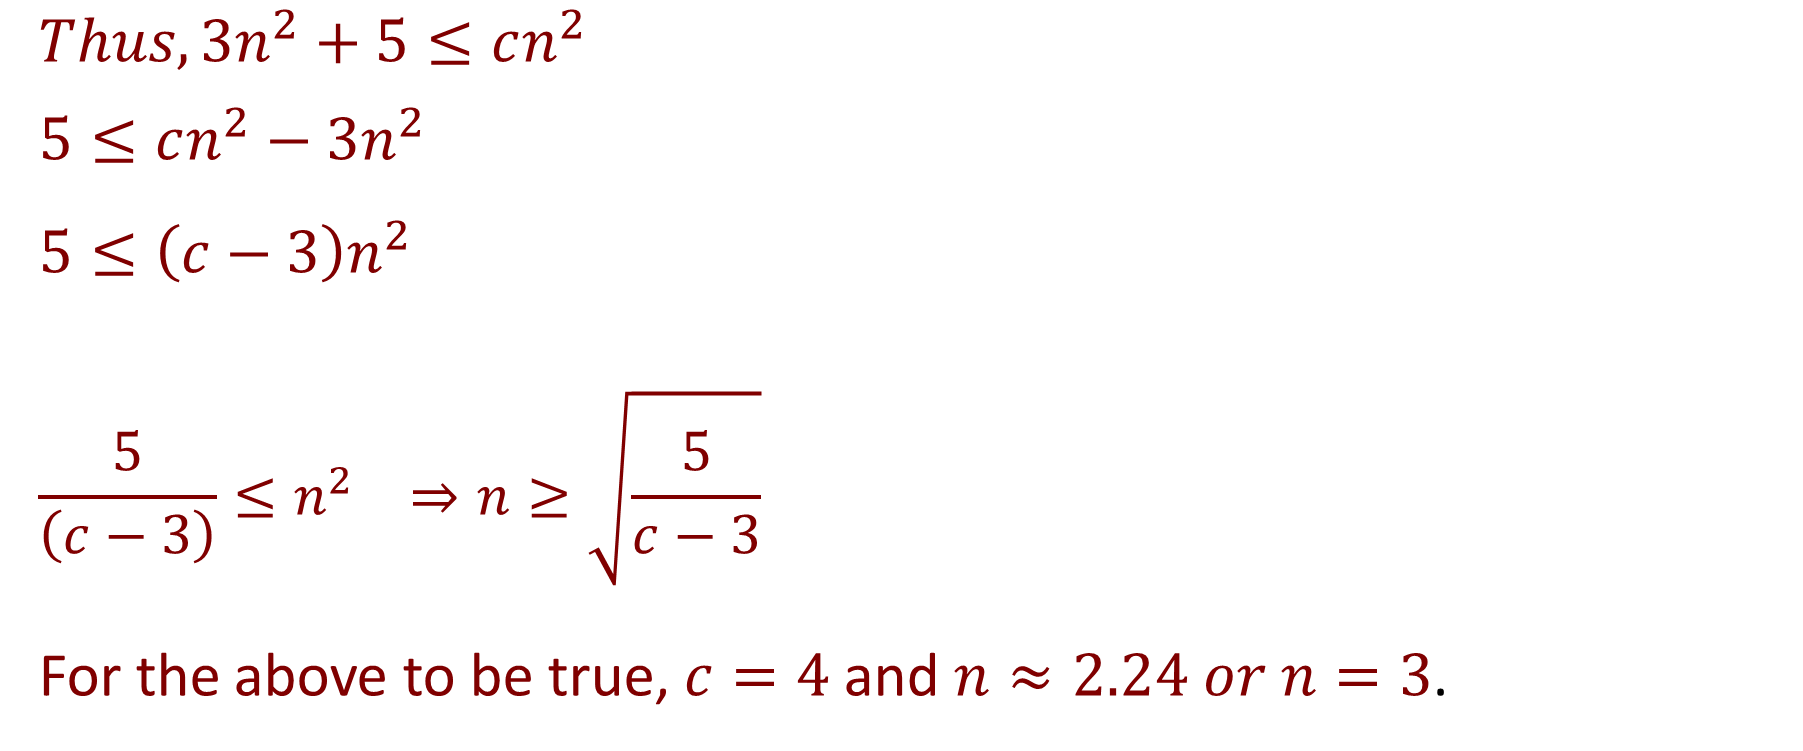 Thus, 3n² + 5 ≤ cn²
5 ≤ cn² − 3n²
5 ≤ (c − 3)n²
5/(c − 3) ≤ n² ⇒ n ≥ √(5/(c − 3))
For the above to be true, c = 4 and n ≈ 2.24 or n = 3.